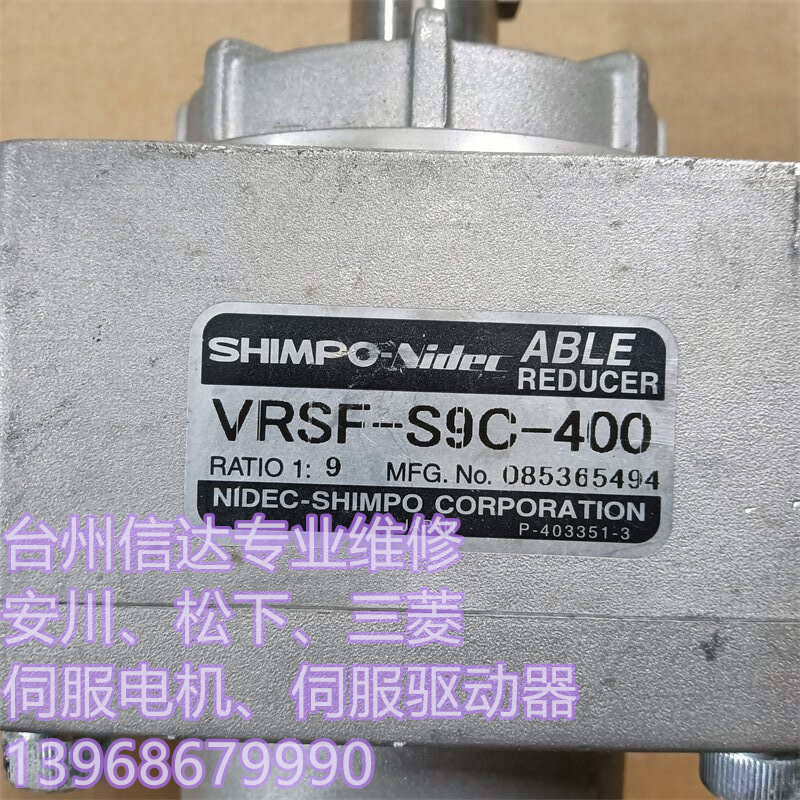 SHIMPO-Nidec ABLE
REDUCER
VRSF-S9C-400
RATIO 1: 9 MFG. No. 085365494
NIDEC-SHIMPO CORPORATION
P-403351-3
台州信达专业维修
安川、松下、三菱
伺服电机、伺服驱动器
13968679990